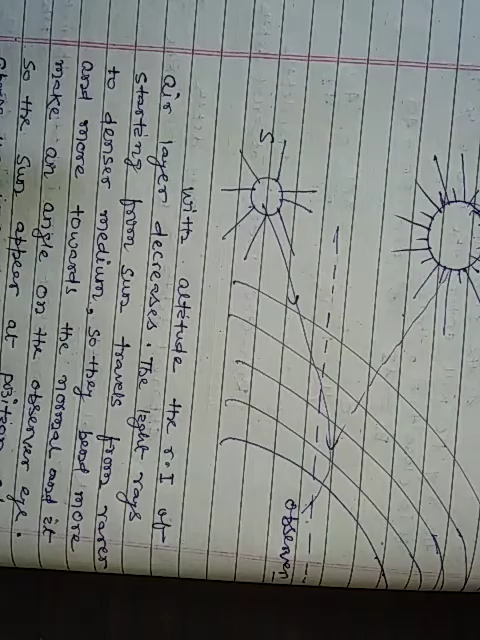 S
Observer
With altitude the r.I of
air layer decreases. The light rays
starting from sun travels from rarer
to denser medium, so they bend more
and more towards the normal and it
make an angle on the observer eye.
so the sun appear at position